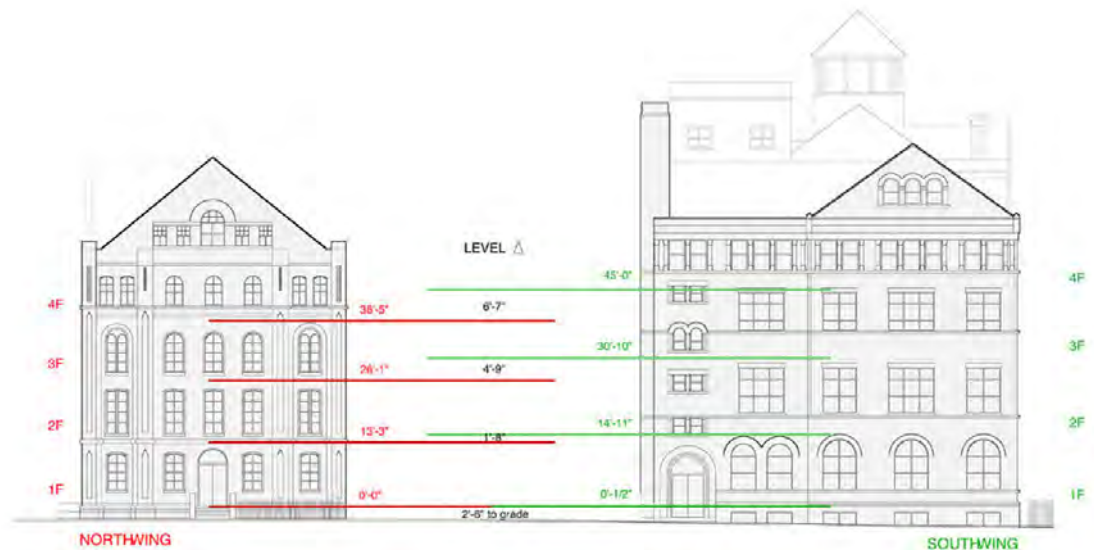 LEVEL Δ
45'-0"
4F
4F
38'-5"
6'-7"
3F
30'-10"
3F
26'-1"
4'-9"
2F
14'-11"
2F
13'-3"
1'-8"
1F
0'-0"
0'-1/2"
1F
2'-6" to grade
NORTHWING
SOUTHWING